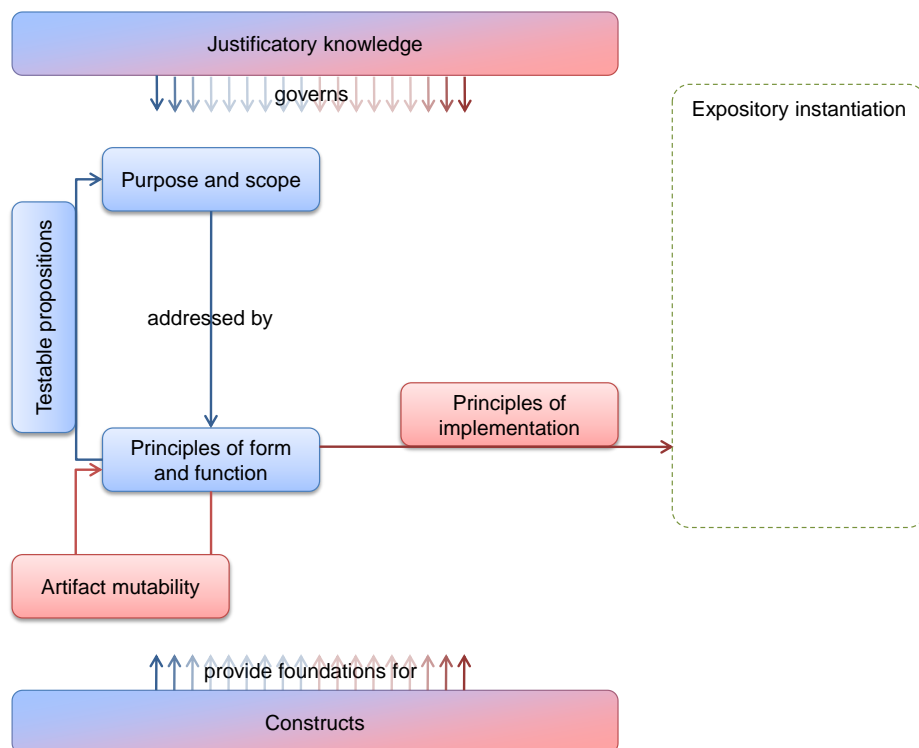 Justificatory knowledge
governs
Expository instantiation
Purpose and scope
Testable propositions
addressed by
Principles of
implementation
Principles of form
and function
Artifact mutability
provide foundations for
Constructs